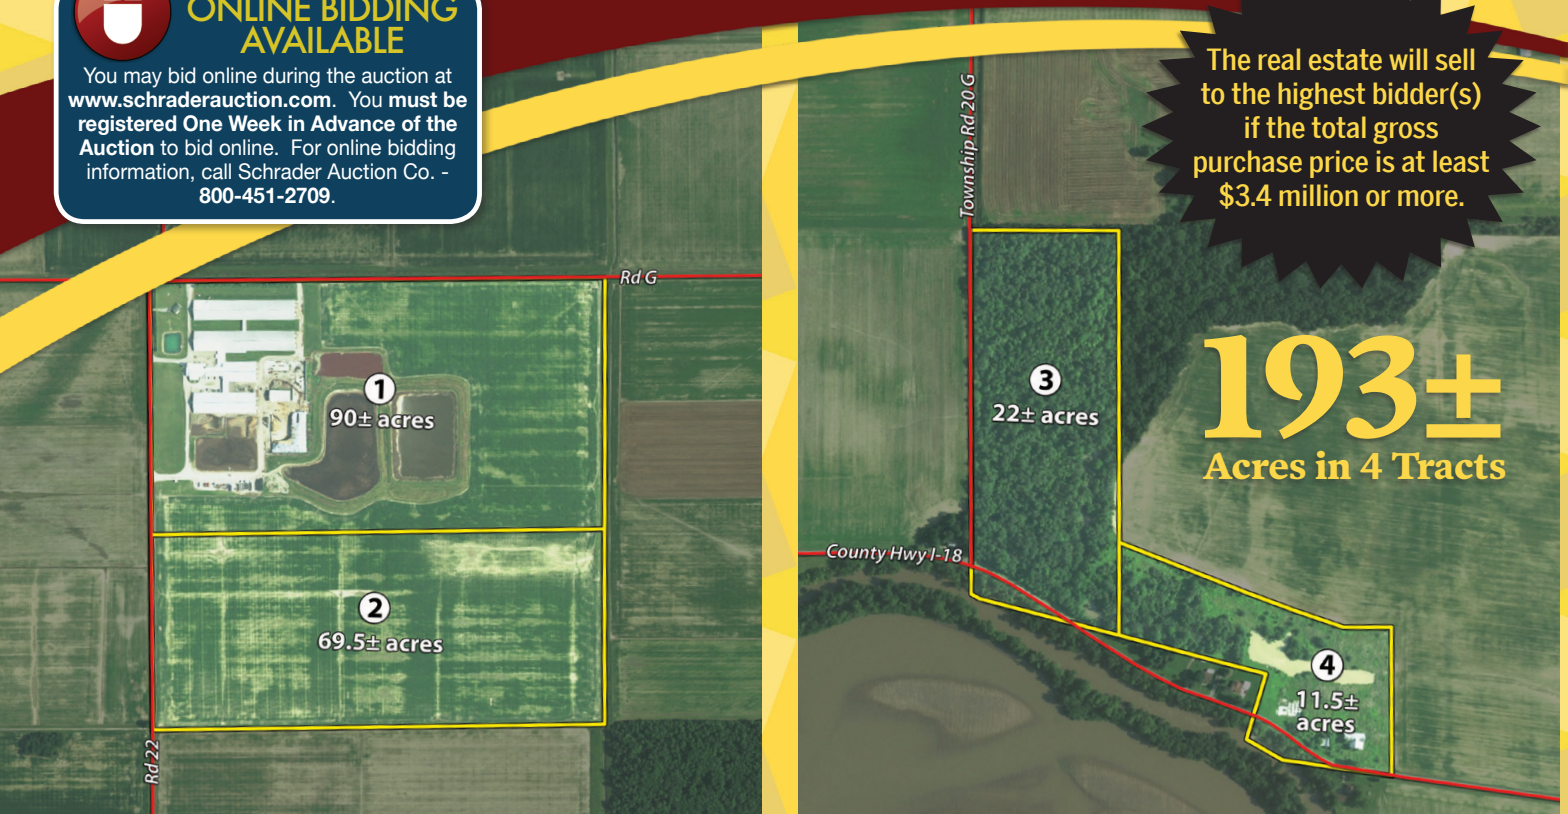 ONLINE BIDDING
AVAILABLE
You may bid online during the auction at
www.schraderauction.com. You must be
registered One Week in Advance of the
Auction to bid online. For online bidding
information, call Schrader Auction Co. -
800-451-2709.
The real estate will sell
to the highest bidder(s)
if the total gross
purchase price is at least
$3.4 million or more.
Township Rd 20 G
Rd G
1
90± acres
2
69.5± acres
Rd 22
3
22± acres
County Hwy I-18
4
11.5±
acres
193±
Acres in 4 Tracts